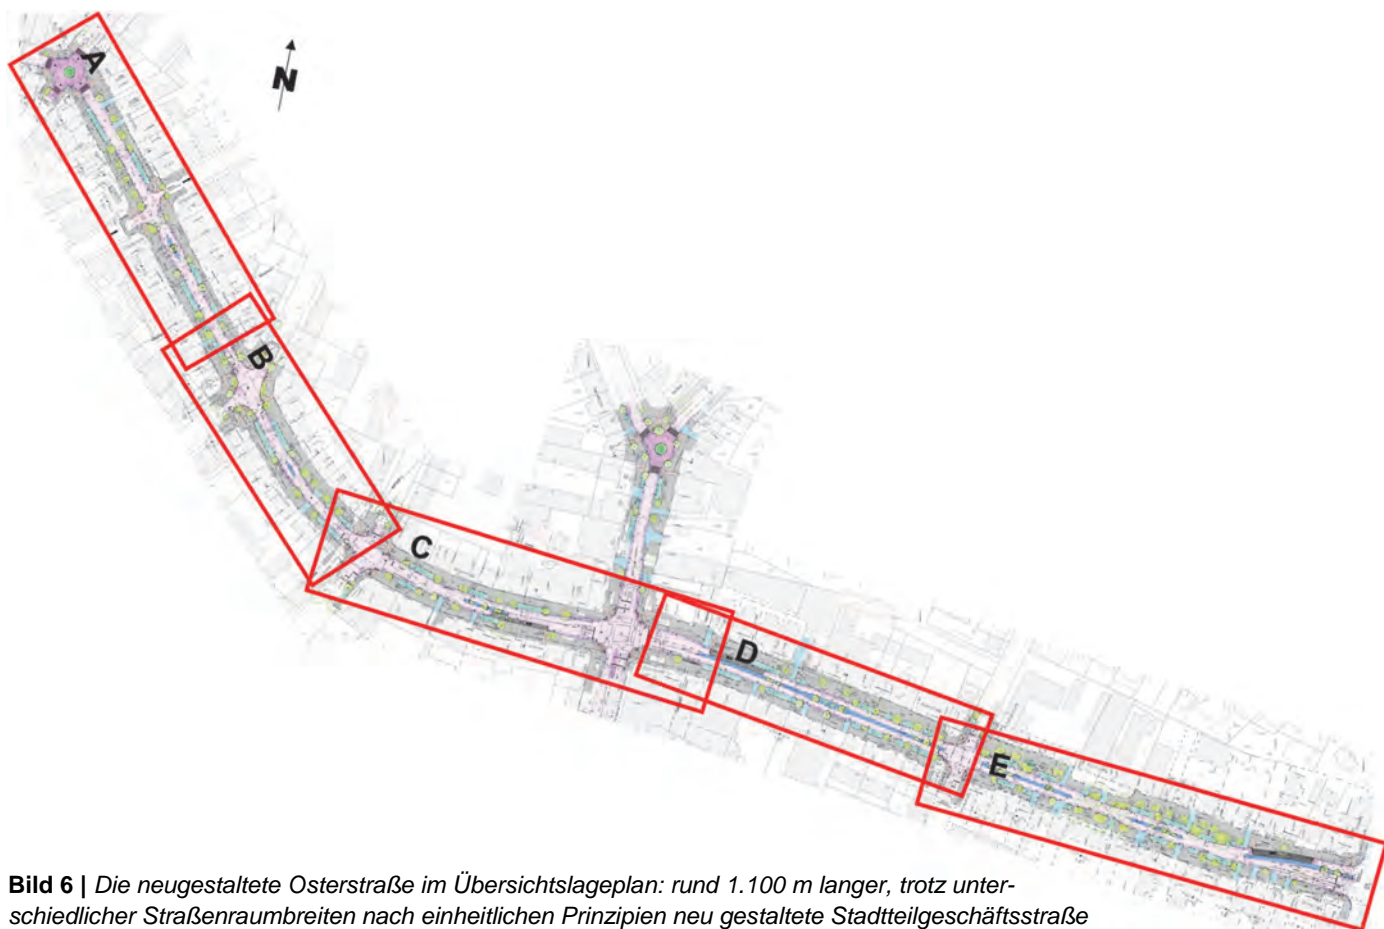 A
N
B
C
D
E
Bild 6 | Die neugestaltete Osterstraße im Übersichtslageplan: rund 1.100 m langer, trotz unter-
schiedlicher Straßenraumbreiten nach einheitlichen Prinzipien neu gestaltete Stadtteilgeschäftsstraße